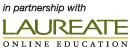 in partnership with
LAUREATE
ONLINE EDUCATION